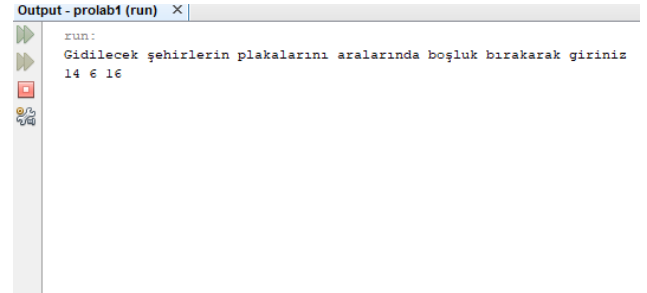 Output - prolab1 (run) ×
run:
Gidilecek şehirlerin plakalarını aralarında boşluk bırakarak giriniz
14 6 16